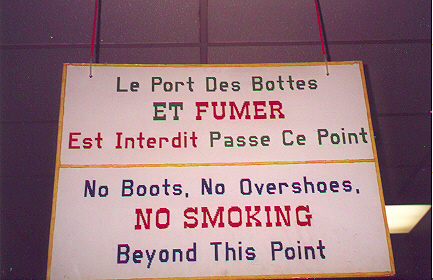 Le Port Des Bottes
ET FUMER
Est Interdit Passe Ce Point
No Boots, No Overshoes,
NO SMOKING
Beyond This Point